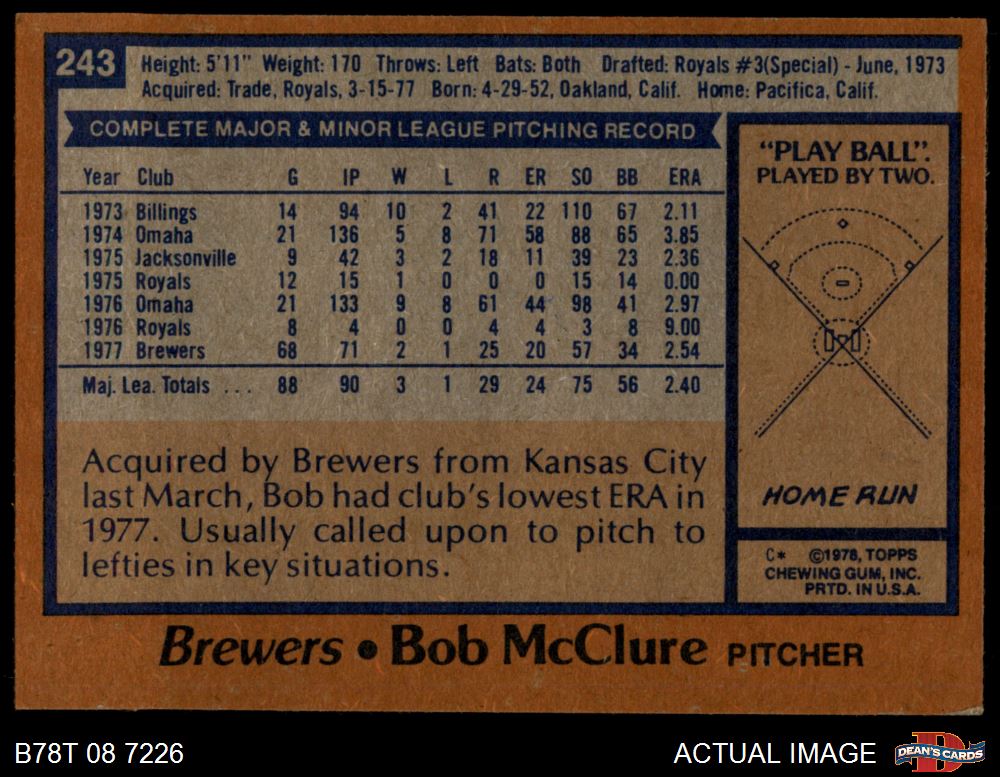 243
Height: 5'11" Weight: 170 Throws: Left Bats: Both Drafted: Royals #3(Special) - June, 1973
Acquired: Trade, Royals, 3-15-77 Born: 4-29-52, Oakland, Calif. Home: Pacifica, Calif.
COMPLETE MAJOR & MINOR LEAGUE PITCHING RECORD
Year Club G IP W L R ER SO BB ERA
1973 Billings 14 94 10 2 41 22 110 67 2.11
1974 Omaha 21 136 5 8 71 58 88 65 3.85
1975 Jacksonville 9 42 3 2 18 11 39 23 2.36
1975 Royals 12 15 1 0 0 0 15 14 0.00
1976 Omaha 21 133 9 8 61 44 98 41 2.97
1976 Royals 8 4 0 0 4 4 3 8 9.00
1977 Brewers 68 71 2 1 25 20 57 34 2.54
Maj. Lea. Totals ... 88 90 3 1 29 24 75 56 2.40
Acquired by Brewers from Kansas City
last March, Bob had club's lowest ERA in
1977. Usually called upon to pitch to
lefties in key situations.
"PLAY BALL".
PLAYED BY TWO.
HOME RUN
C* ©1978, TOPPS
CHEWING GUM, INC.
PRTD. IN U.S.A.
Brewers • Bob McClure PITCHER
B78T 08 7226
ACTUAL IMAGE
D
DEAN'S CARDS